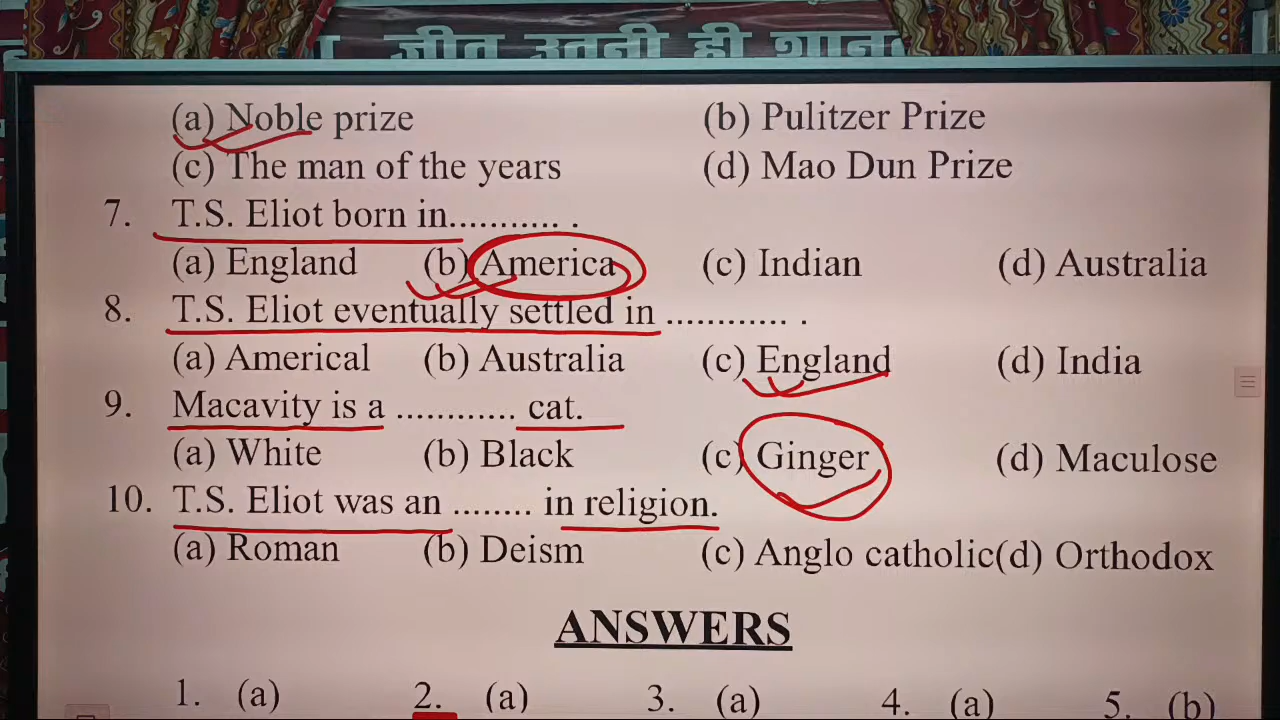 जीत उतनी ही शान
(a) Noble prize (b) Pulitzer Prize
(c) The man of the years (d) Mao Dun Prize
7. T.S. Eliot born in........... .
(a) England (b) America (c) Indian (d) Australia
8. T.S. Eliot eventually settled in ............ .
(a) Americal (b) Australia (c) England (d) India
9. Macavity is a ............ cat.
(a) White (b) Black (c) Ginger (d) Maculose
10. T.S. Eliot was an ........ in religion.
(a) Roman (b) Deism (c) Anglo catholic(d) Orthodox
ANSWERS
1. (a) 2. (a) 3. (a) 4. (a) 5. (b)